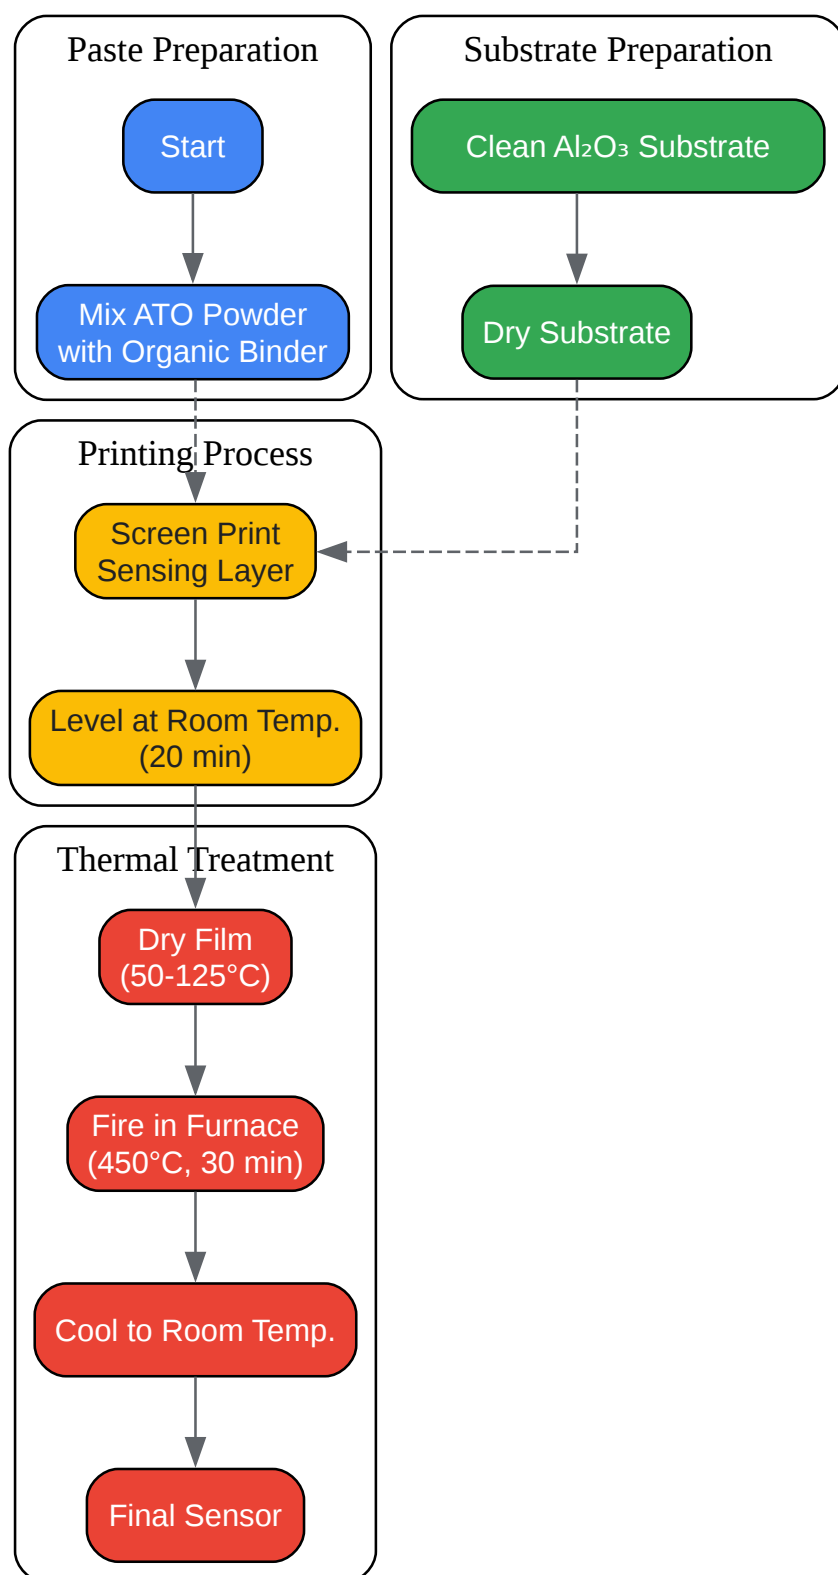 Paste Preparation
Start
Mix ATO Powder
with Organic Binder
Substrate Preparation
Clean Al₂O₃ Substrate
Dry Substrate
Printing Process
Screen Print
Sensing Layer
Level at Room Temp.
(20 min)
Thermal Treatment
Dry Film
(50-125°C)
Fire in Furnace
(450°C, 30 min)
Cool to Room Temp.
Final Sensor